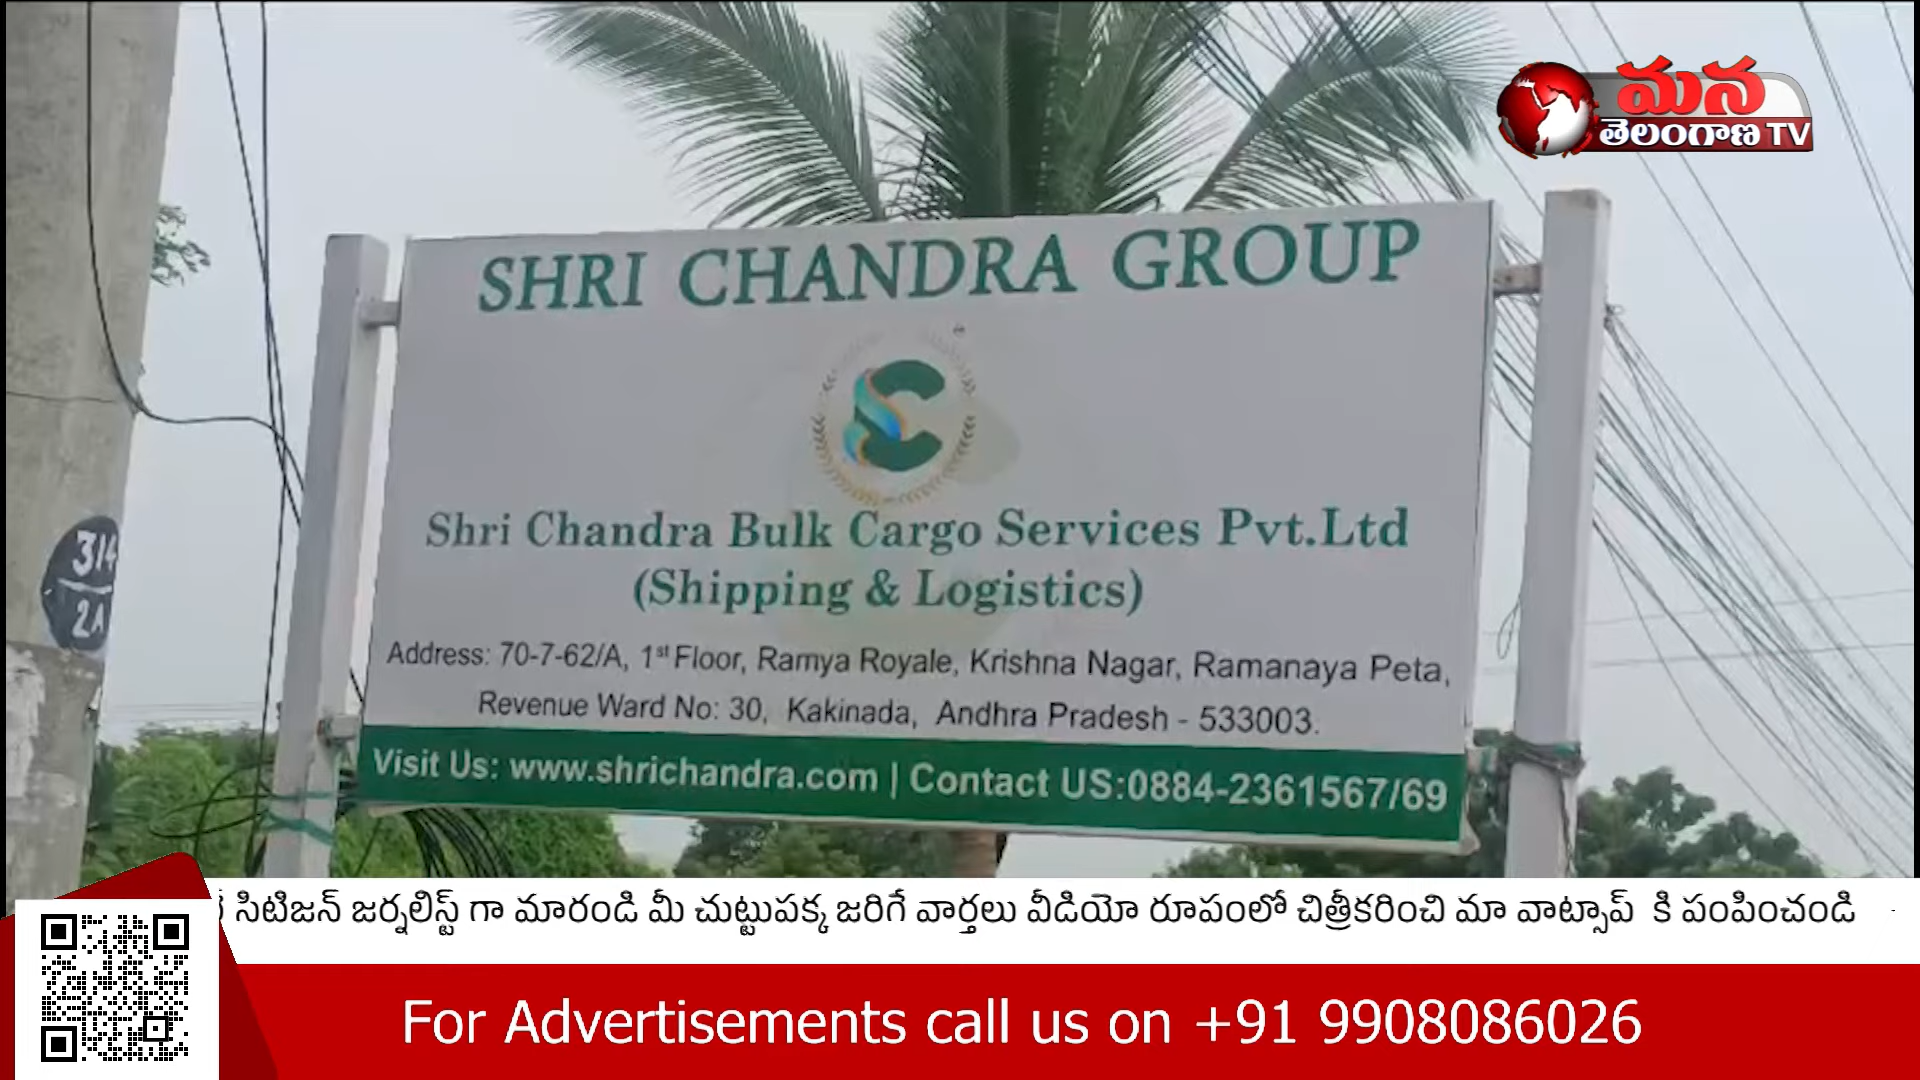 మన
తెలంగాణ TV
SHRI CHANDRA GROUP
Shri Chandra Bulk Cargo Services Pvt.Ltd
(Shipping & Logistics)
Address: 70-7-62/A, 1st Floor, Ramya Royale, Krishna Nagar, Ramanaya Peta,
Revenue Ward No: 30, Kakinada, Andhra Pradesh - 533003.
Visit Us: www.shrichandra.com | Contact US:0884-2361567/69
314
2A
సిటిజన్ జర్నలిస్ట్ గా మారండి మీ చుట్టుపక్క జరిగే వార్తలు వీడియో రూపంలో చిత్రీకరించి మా వాట్సాప్ కి పంపించండి
For Advertisements call us on +91 9908086026